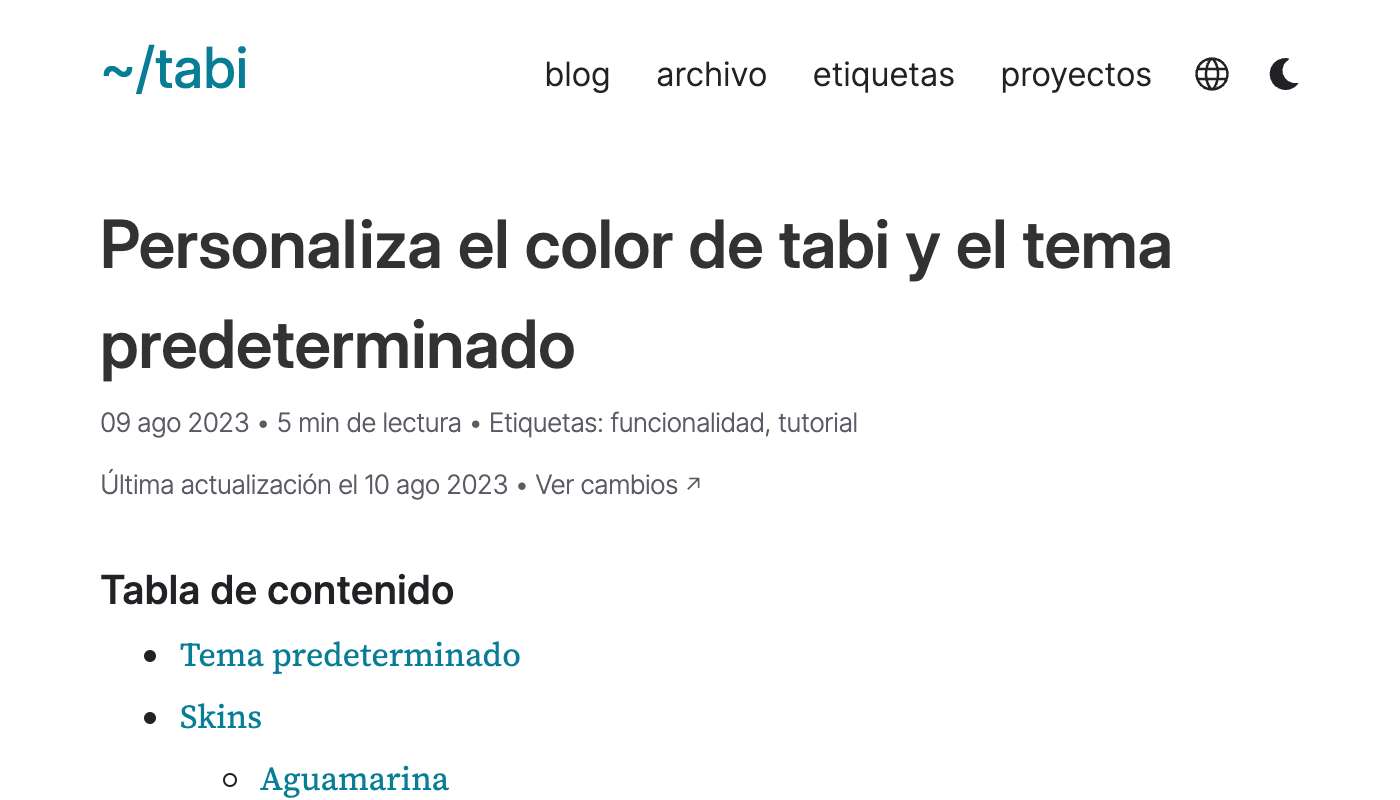 ~/tabi
blog archivo etiquetas proyectos
Personaliza el color de tabi y el tema
predeterminado
09 ago 2023 • 5 min de lectura • Etiquetas: funcionalidad, tutorial
Última actualización el 10 ago 2023 • Ver cambios ↗
Tabla de contenido
• Tema predeterminado
• Skins
◦ Aguamarina